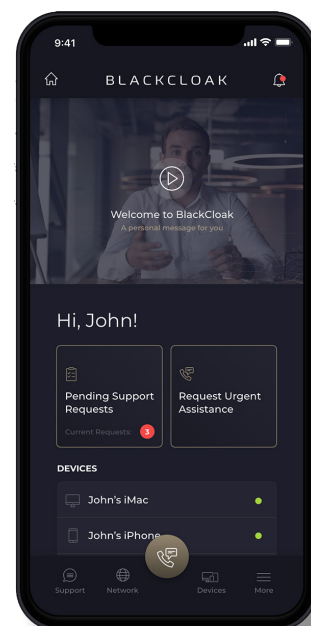 9:41
BLACKCLOAK
Welcome to BlackCloak
A personal message for you
Hi, John!
Pending Support
Requests
Current Requests: 3
Request Urgent
Assistance
DEVICES
John's iMac
John's iPhone
Support
Network
Devices
More